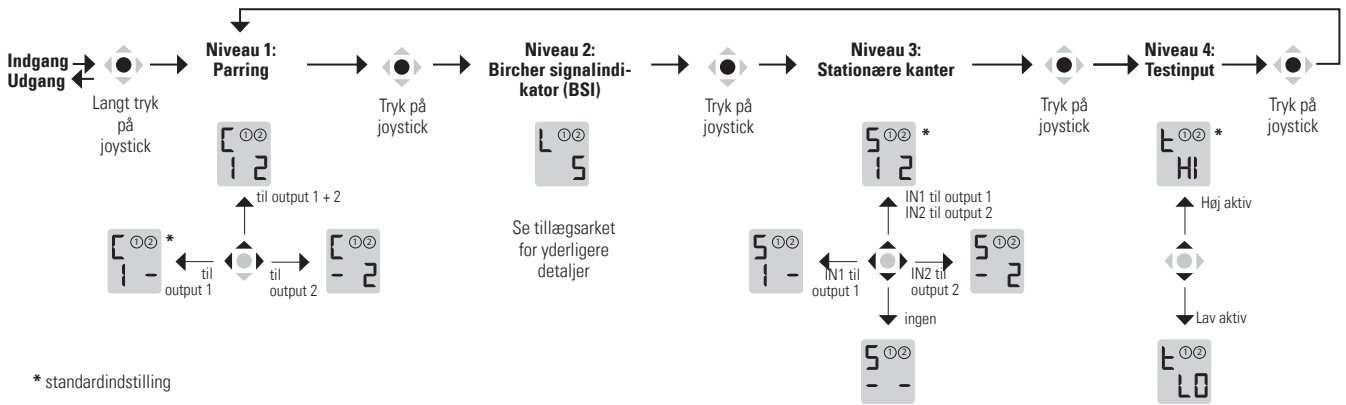 Indgang
Udgang
Langt tryk
på
joystick
Niveau 1:
Parring
C ①②
1 2
til output 1 + 2
C ①② *
1 -
til
output 1
til
output 2
C ①②
- 2
Tryk på
joystick
Niveau 2:
Bircher signalindi-
kator (BSI)
L ①②
5
Se tillægsarket
for yderligere
detaljer
Tryk på
joystick
Niveau 3:
Stationære kanter
S ①② *
1 2
IN1 til output 1
IN2 til output 2
S ①②
1 -
IN1 til
output 1
IN2 til
output 2
S ①②
- 2
ingen
S ①②
- -
Tryk på
joystick
Niveau 4:
Testinput
t ①② *
HI
Høj aktiv
Lav aktiv
t ①②
LO
Tryk på
joystick
* standardindstilling